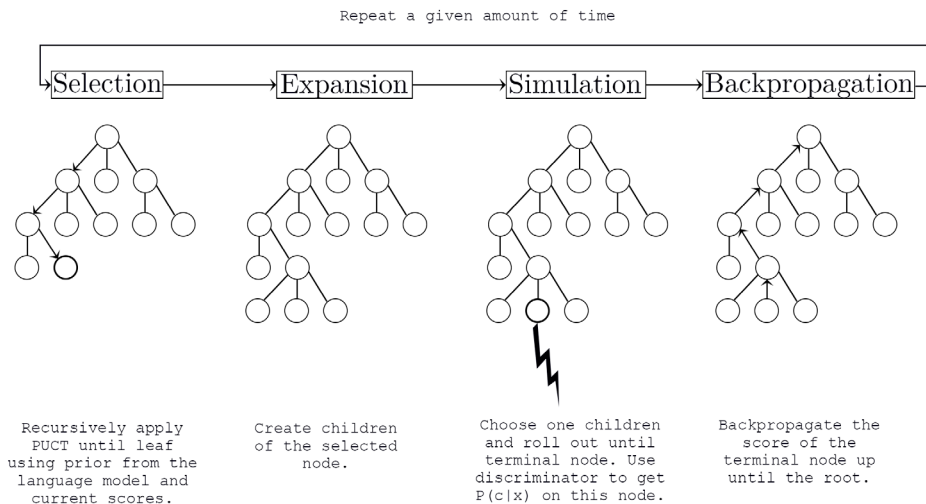 Repeat a given amount of time
Selection
Expansion
Simulation
Backpropagation
Recursively apply
PUCT until leaf
using prior from the
language model and
current scores.
Create children
of the selected
node.
Choose one children
and roll out until
terminal node. Use
discriminator to get
P(c|x) on this node.
Backpropagate the
score of the
terminal node up
until the root.